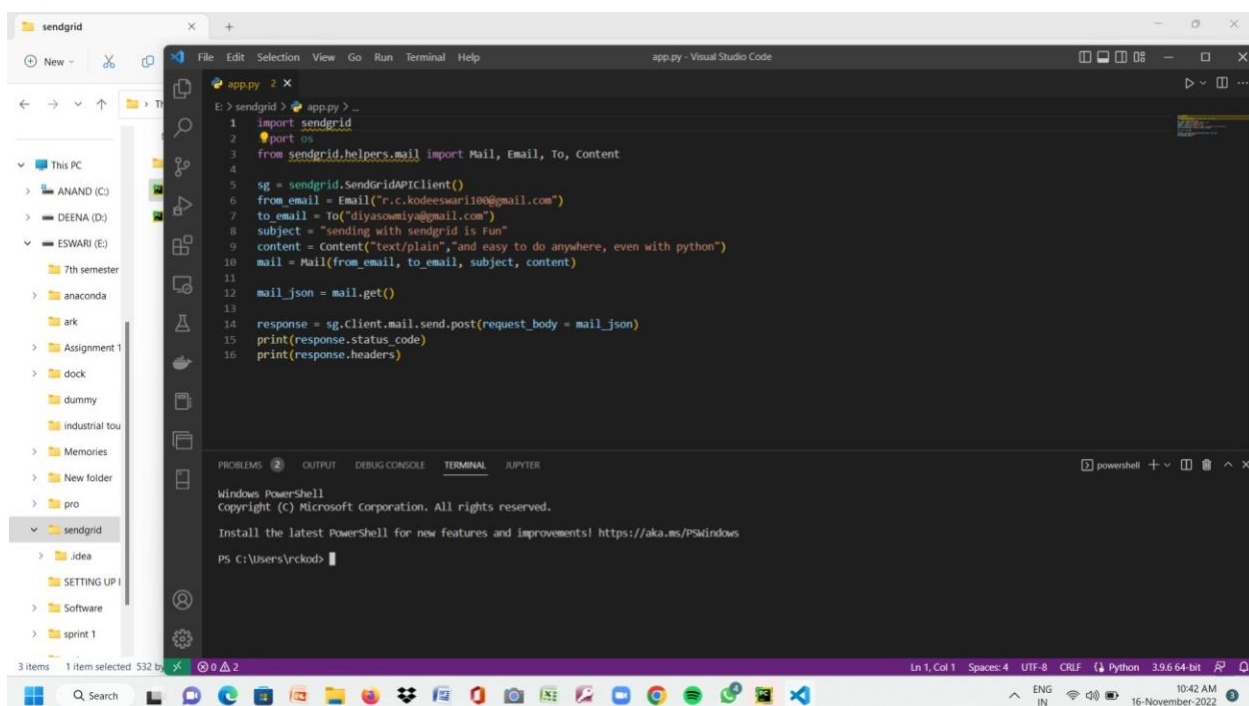 sendgrid
New
File Edit Selection View Go Run Terminal Help
app.py - Visual Studio Code
app.py 2
E: > sendgrid > app.py > ...
1 import sendgrid
2 port os
3 from sendgrid.helpers.mail import Mail, Email, To, Content
4
5 sg = sendgrid.SendGridAPIClient()
6 from_email = Email("r.c.kodeeswari100@gmail.com")
7 to_email = To("diyasowmiya@gmail.com")
8 subject = "sending with sendgrid is Fun"
9 content = Content("text/plain","and easy to do anywhere, even with python")
10 mail = Mail(from_email, to_email, subject, content)
11
12 mail_json = mail.get()
13
14 response = sg.Client.mail.send.post(request_body = mail_json)
15 print(response.status_code)
16 print(response.headers)
This PC
ANAND (C:)
DEENA (D:)
ESWARI (E:)
7th semester
anaconda
ark
Assignment 1
dock
dummy
industrial tou
Memories
New folder
pro
sendgrid
.idea
SETTING UP
Software
sprint 1
PROBLEMS 2 OUTPUT DEBUG CONSOLE TERMINAL JUPYTER
powershell
Windows PowerShell
Copyright (C) Microsoft Corporation. All rights reserved.
Install the latest PowerShell for new features and improvements! https://aka.ms/PSWindows
PS C:\Users\rckod>
3 items 1 item selected 532 by
0 2
Ln 1, Col 1 Spaces: 4 UTF-8 CRLF Python 3.9.6 64-bit
Search
ENG
IN
10:42 AM
16-November-2022
3